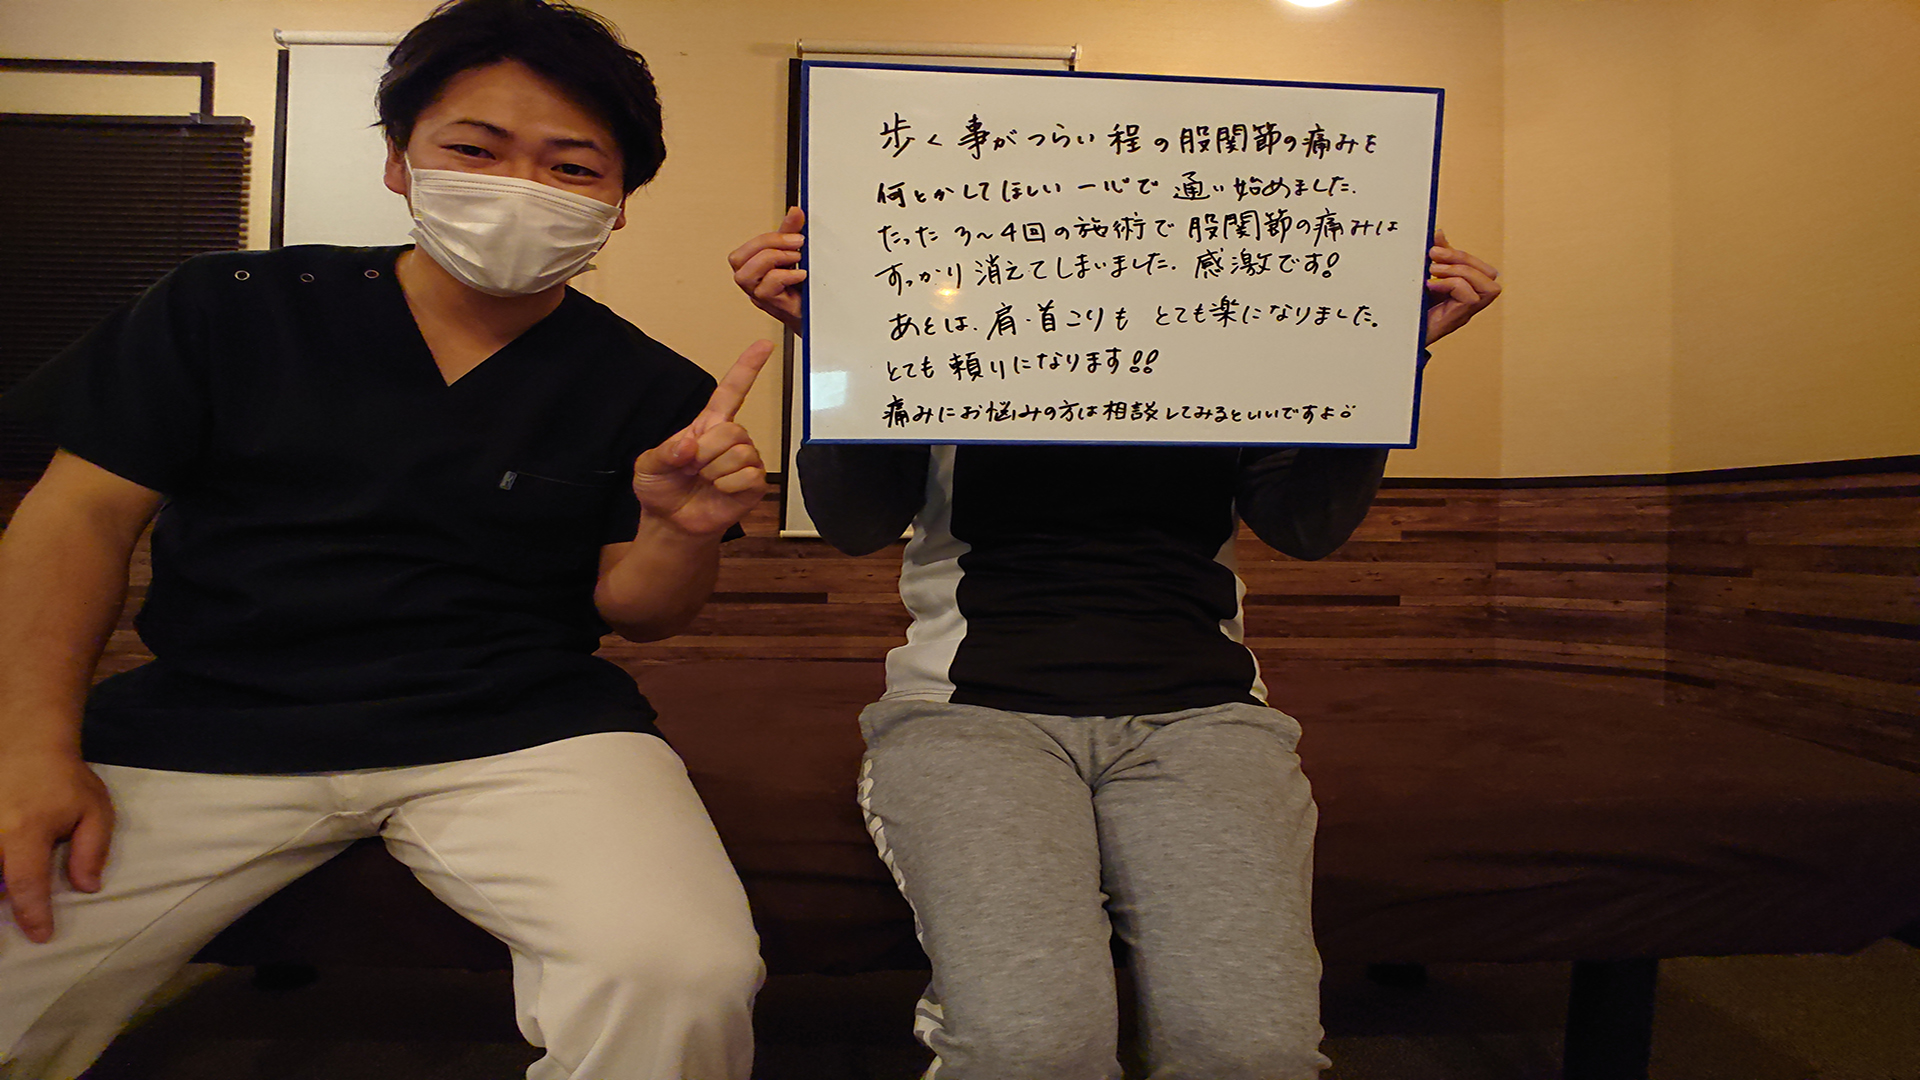 歩く事がつらい程の股関節の痛みを
何とかしてほしい一心で通い始めました.
たった3〜4回の施術で股関節の痛みは
すっかり消えてしまいました. 感激です!
あとは、肩・首こりも とても楽になりました。
とても頼りになります!!
痛みにお悩みの方は相談してみるといいですよ♂